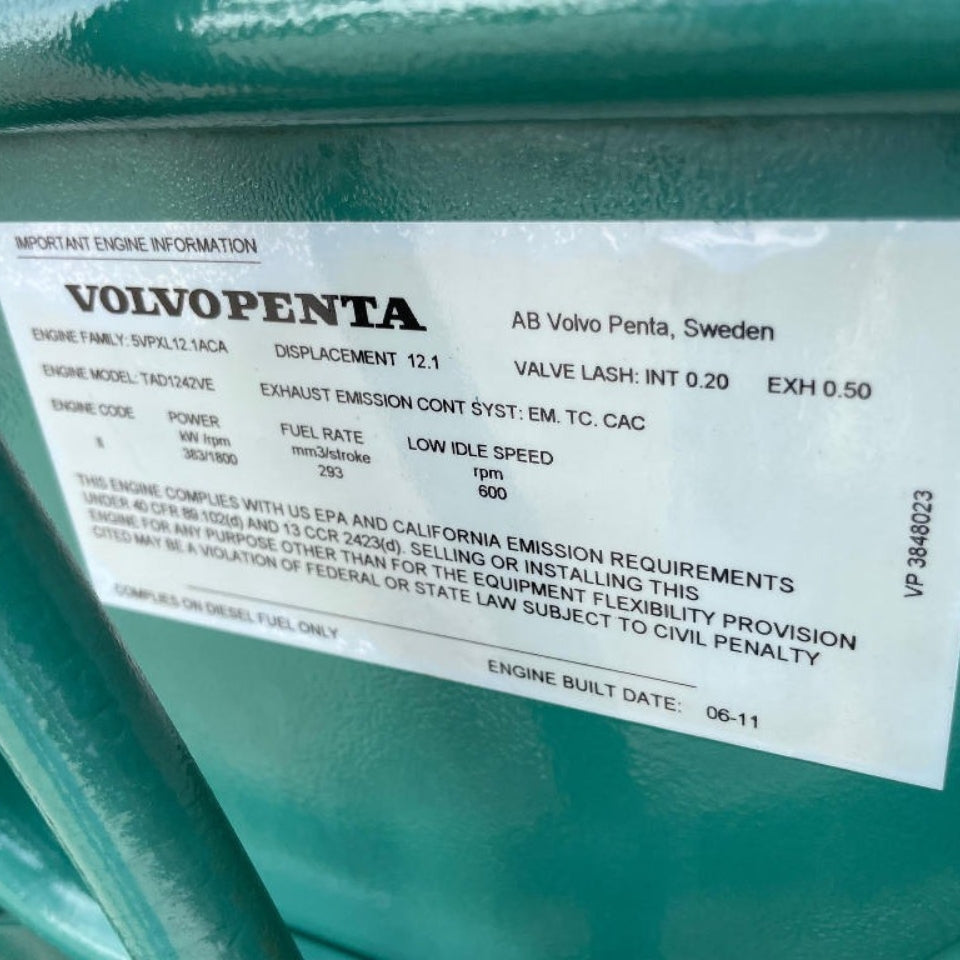 IMPORTANT ENGINE INFORMATION
VOLVO PENTA
AB Volvo Penta, Sweden
ENGINE FAMILY: 5VPXL12.1ACA
DISPLACEMENT 12.1
VALVE LASH: INT 0.20 EXH 0.50
ENGINE MODEL: TAD1242VE
EXHAUST EMISSION CONT SYST: EM. TC. CAC
ENGINE CODE
POWER
kW /rpm
383/1800
FUEL RATE
mm3/stroke
293
LOW IDLE SPEED
rpm
600
THIS ENGINE COMPLIES WITH US EPA AND CALIFORNIA EMISSION REQUIREMENTS
UNDER 40 CFR 89.102(d) AND 13 CCR 2423(d). SELLING OR INSTALLING THIS
ENGINE FOR ANY PURPOSE OTHER THAN FOR THE EQUIPMENT FLEXIBILITY PROVISION
CITED MAY BE A VIOLATION OF FEDERAL OR STATE LAW SUBJECT TO CIVIL PENALTY
COMPLIES ON DIESEL FUEL ONLY
ENGINE BUILT DATE: 06-11
VP 3848023